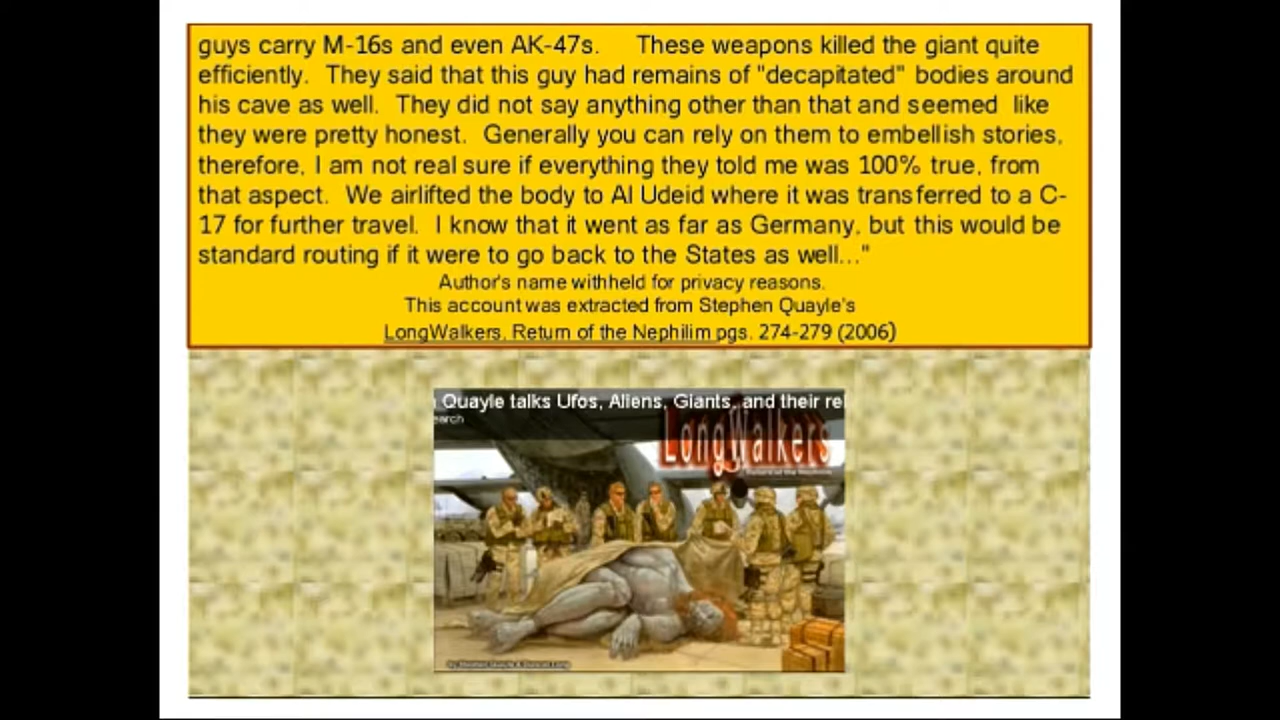 guys carry M-16s and even AK-47s. These weapons killed the giant quite
efficiently. They said that this guy had remains of "decapitated" bodies around
his cave as well. They did not say anything other than that and seemed like
they were pretty honest. Generally you can rely on them to embellish stories,
therefore, I am not real sure if everything they told me was 100% true, from
that aspect. We airlifted the body to Al Udeid where it was transferred to a C-
17 for further travel. I know that it went as far as Germany, but this would be
standard routing if it were to go back to the States as well..."
Author's name withheld for privacy reasons.
This account was extracted from Stephen Quayle's
LongWalkers, Return of the Nephilim pgs. 274-279 (2006)
Quayle talks Ufos, Aliens, Giants, and their rel
earch
LongWalkers